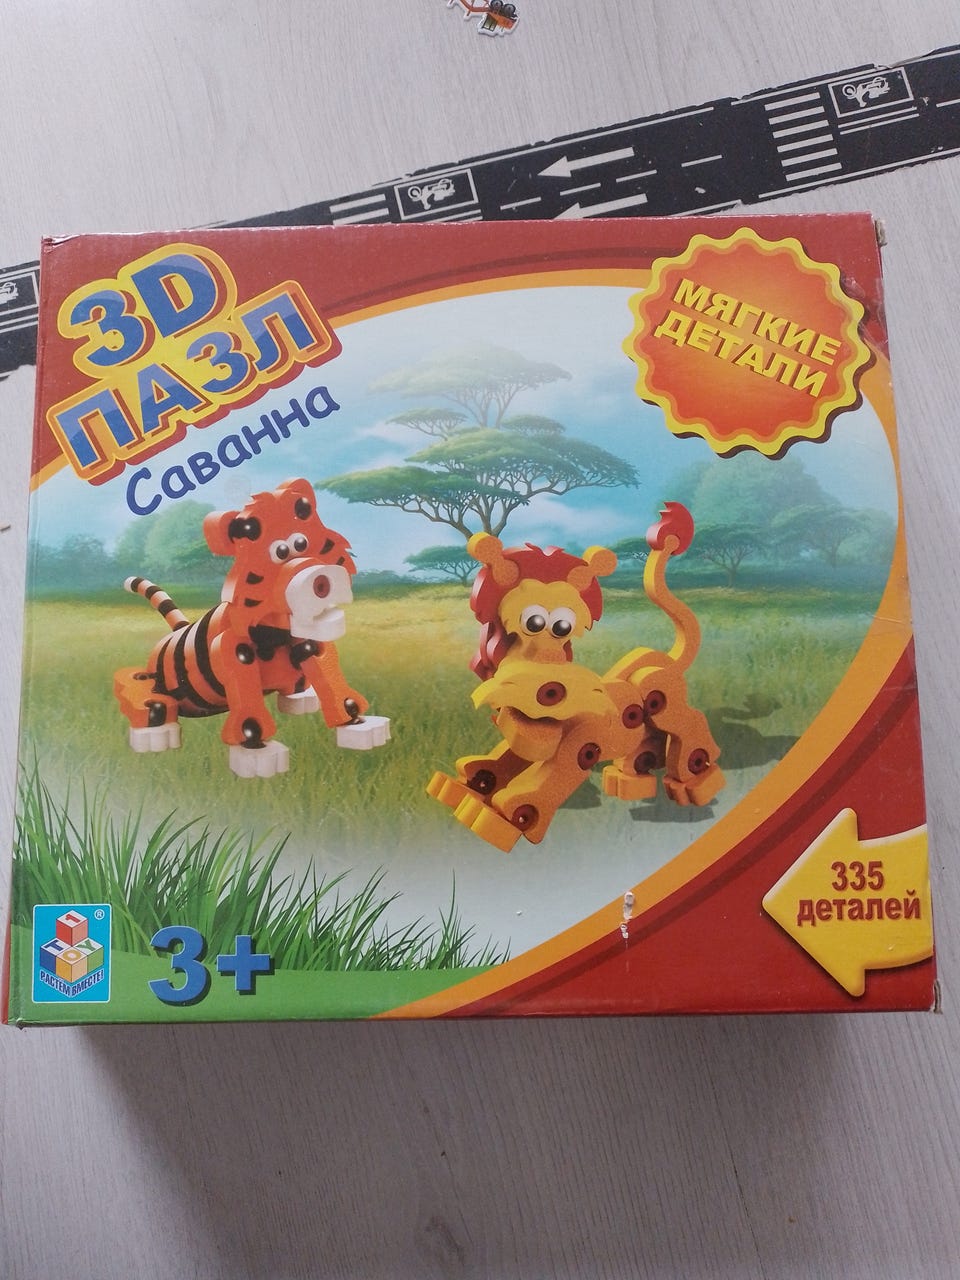 3D
ПАЗЛ
Саванна
МЯГКИЕ
ДЕТАЛИ
335
деталей
1
TOY
®
РАСТЕМ ВМЕСТЕ!
3+